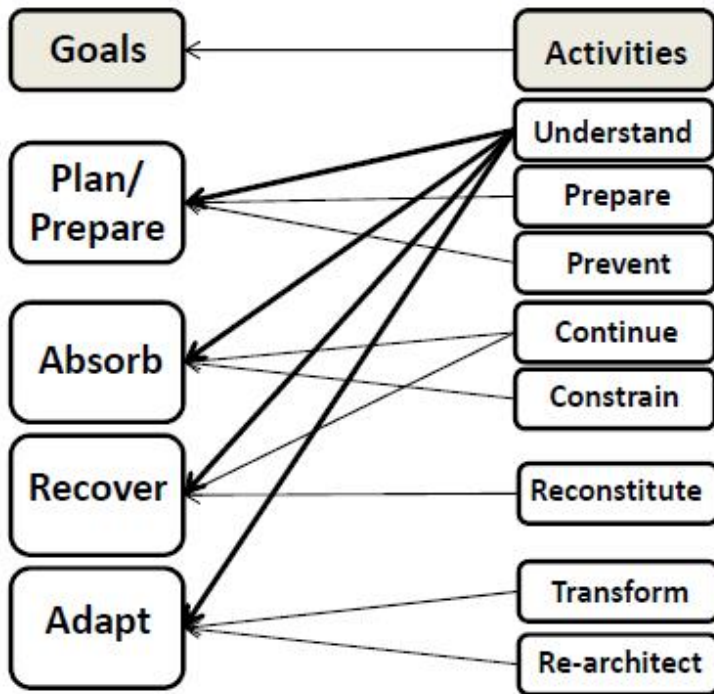 Goals
Activities
Understand
Plan/
Prepare
Prepare
Prevent
Absorb
Continue
Constrain
Recover
Reconstitute
Adapt
Transform
Re-architect